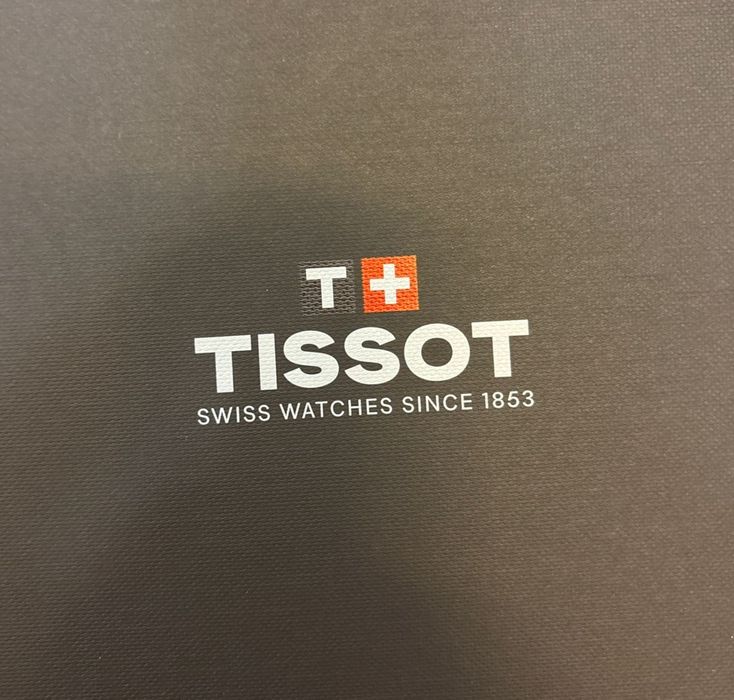 T+
TISSOT
SWISS WATCHES SINCE 1853